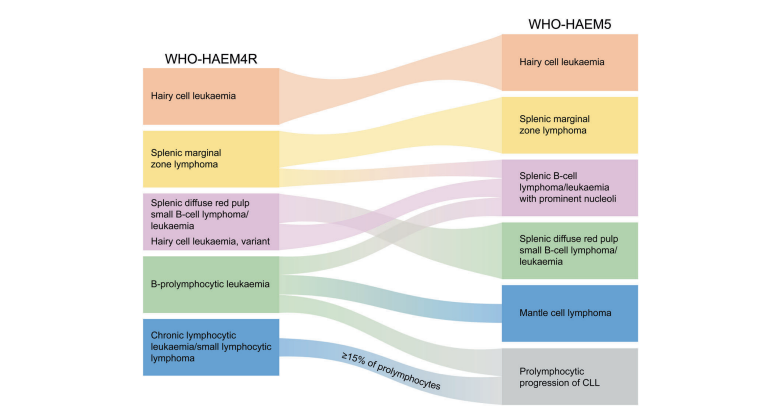 WHO-HAEM4R
Hairy cell leukaemia
Splenic marginal
zone lymphoma
Splenic diffuse red pulp
small B-cell lymphoma/
leukaemia
Hairy cell leukaemia, variant
B-prolymphocytic leukaemia
Chronic lymphocytic
leukaemia/small lymphocytic
lymphoma
≥15% of prolymphocytes
WHO-HAEM5
Hairy cell leukaemia
Splenic marginal
zone lymphoma
Splenic B-cell
lymphoma/leukaemia
with prominent nucleoli
Splenic diffuse red pulp
small B-cell lymphoma/
leukaemia
Mantle cell lymphoma
Prolymphocytic
progression of CLL